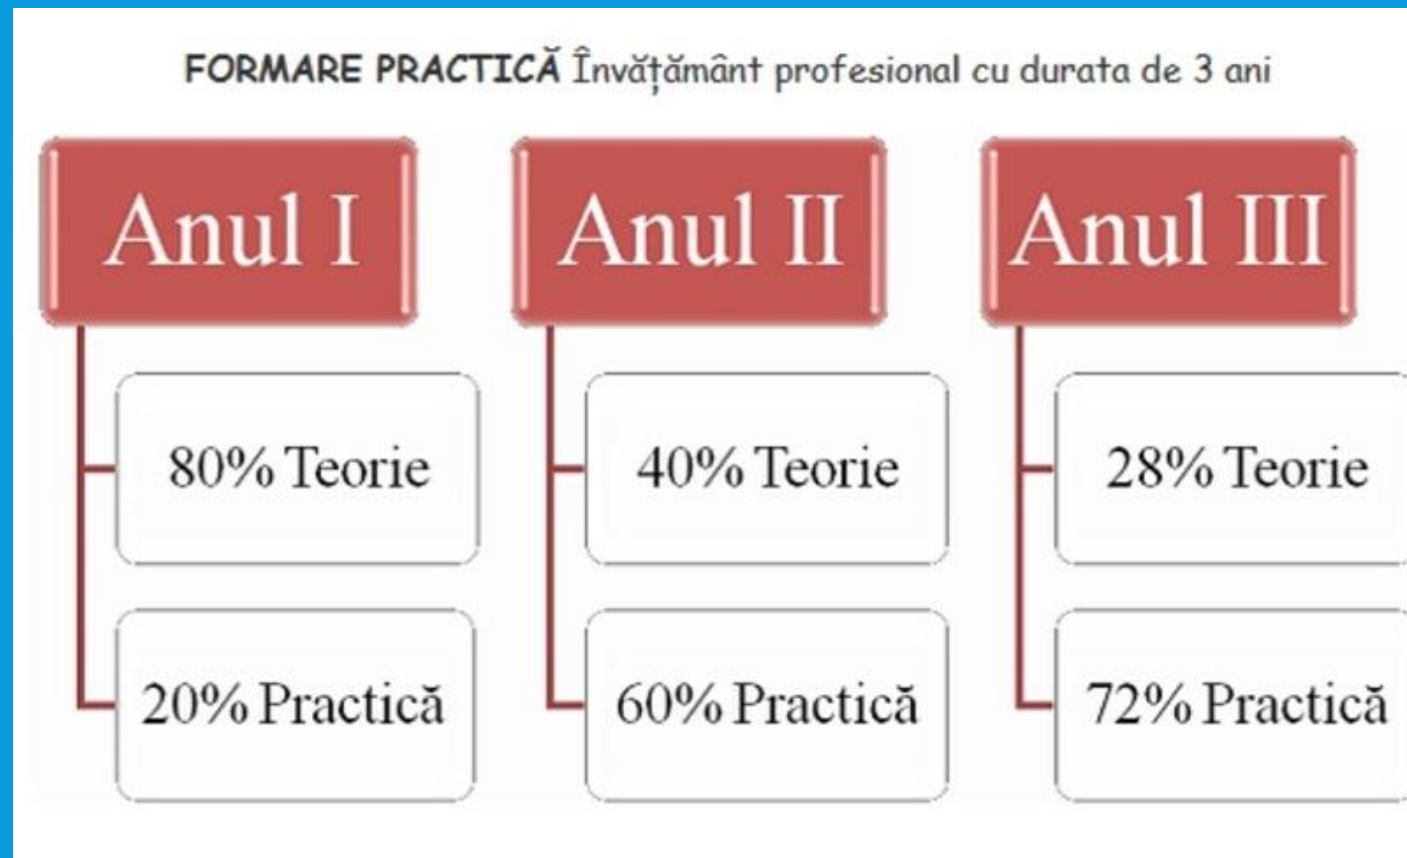 FORMARE PRACTICĂ Învățământ profesional cu durata de 3 ani
Anul I
80% Teorie
20% Practică
Anul II
40% Teorie
60% Practică
Anul III
28% Teorie
72% Practică